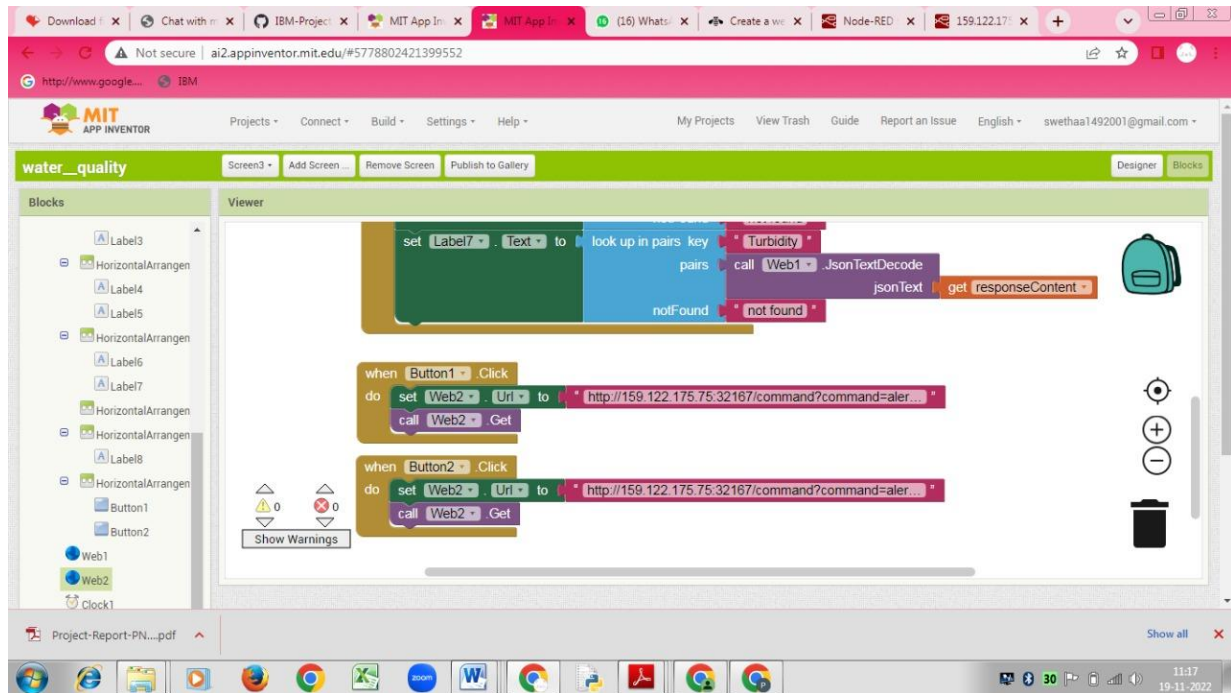 Download f
Chat with m
IBM-Project
MIT App In
MIT App In
(16) Whats
Create a we
Node-RED
159.122.175
Not secure | ai2.appinventor.mit.edu/#5778802421399552
http://www.google....
IBM
MIT
APP INVENTOR
Projects
Connect
Build
Settings
Help
My Projects
View Trash
Guide
Report an Issue
English
swethaa1492001@gmail.com
water__quality
Screen3
Add Screen ...
Remove Screen
Publish to Gallery
Designer
Blocks
Blocks
Viewer
Label3
HorizontalArrangen
Label4
Label5
HorizontalArrangen
Label6
Label7
HorizontalArrangen
HorizontalArrangen
Label8
HorizontalArrangen
Button1
Button2
Web1
Web2
Clock1
set Label7 . Text to look up in pairs key " Turbidity "
pairs call Web1 .JsonTextDecode
jsonText get responseContent
notFound " not found "
when Button1 .Click
do set Web2 . Url to " http://159.122.175.75:32167/command?command=aler... "
call Web2 .Get
when Button2 .Click
do set Web2 . Url to " http://159.122.175.75:32167/command?command=aler... "
call Web2 .Get
0 0
Show Warnings
Project-Report-PN....pdf
Show all
zoom
30
11:17
19-11-2022